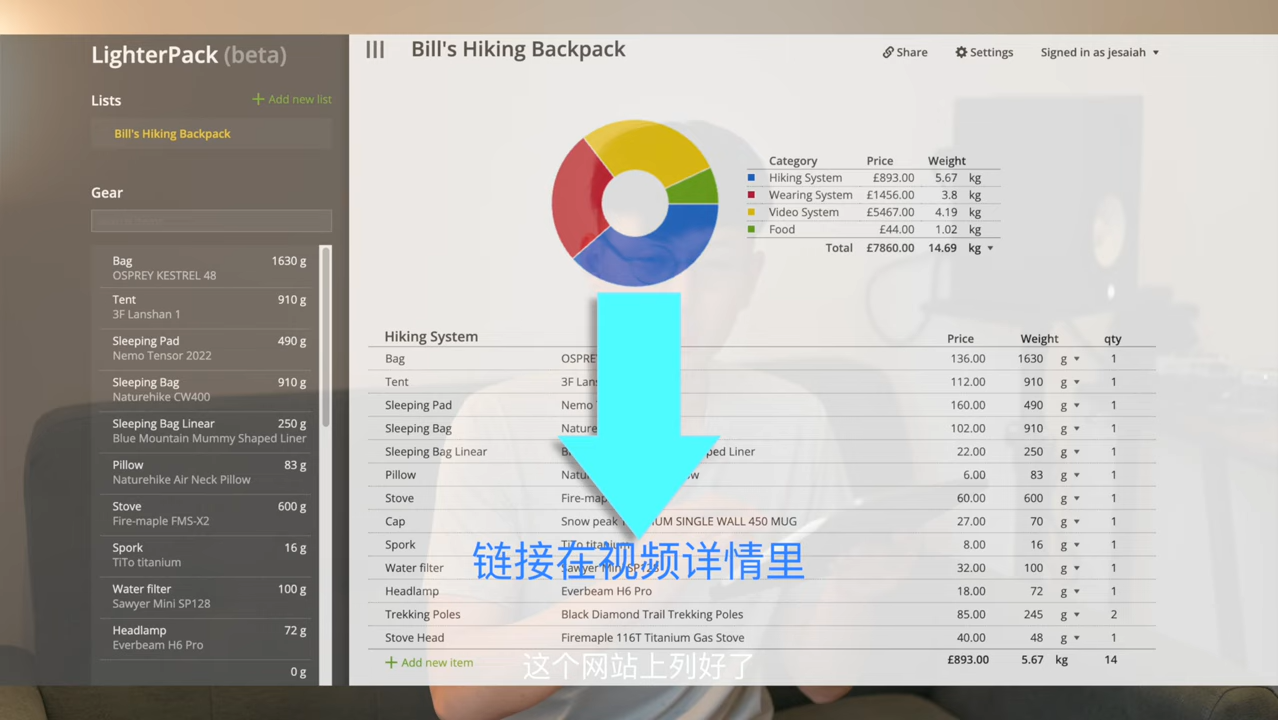 LighterPack (beta)
Lists
Add new list
Bill's Hiking Backpack
Gear
Bag 1630 g
OSPREY KESTREL 48
Tent 910 g
3F Lanshan 1
Sleeping Pad 490 g
Nemo Tensor 2022
Sleeping Bag 910 g
Naturehike CW400
Sleeping Bag Linear 250 g
Blue Mountain Mummy Shaped Liner
Pillow 83 g
Naturehike Air Neck Pillow
Stove 600 g
Fire-maple FMS-X2
Spork 16 g
TiTo titanium
Water filter 100 g
Sawyer Mini SP128
Headlamp 72 g
Everbeam H6 Pro
0 g
Bill's Hiking Backpack
Share Settings Signed in as jesaiah
Category Price Weight
Hiking System £893.00 5.67 kg
Wearing System £1456.00 3.8 kg
Video System £5467.00 4.19 kg
Food £44.00 1.02 kg
Total £7860.00 14.69 kg
Hiking System Price Weight qty
Bag 136.00 1630 g 1
Tent 112.00 910 g 1
Sleeping Pad Nemo 160.00 490 g 1
Sleeping Bag 102.00 910 g 1
Sleeping Bag Linear Liner 22.00 250 g 1
Pillow 6.00 83 g 1
Stove 60.00 600 g 1
Cap Snow peak SINGLE WALL 450 MUG 27.00 70 g 1
Spork TiTo titanium 8.00 16 g 1
Water filter Sawyer Mini SP128 32.00 100 g 1
链接在视频详情里
Headlamp Everbeam H6 Pro 18.00 72 g 1
Trekking Poles Black Diamond Trail Trekking Poles 85.00 245 g 2
Stove Head Firemaple 116T Titanium Gas Stove 40.00 48 g 1
Add new item £893.00 5.67 kg 14
这个网站上列好了